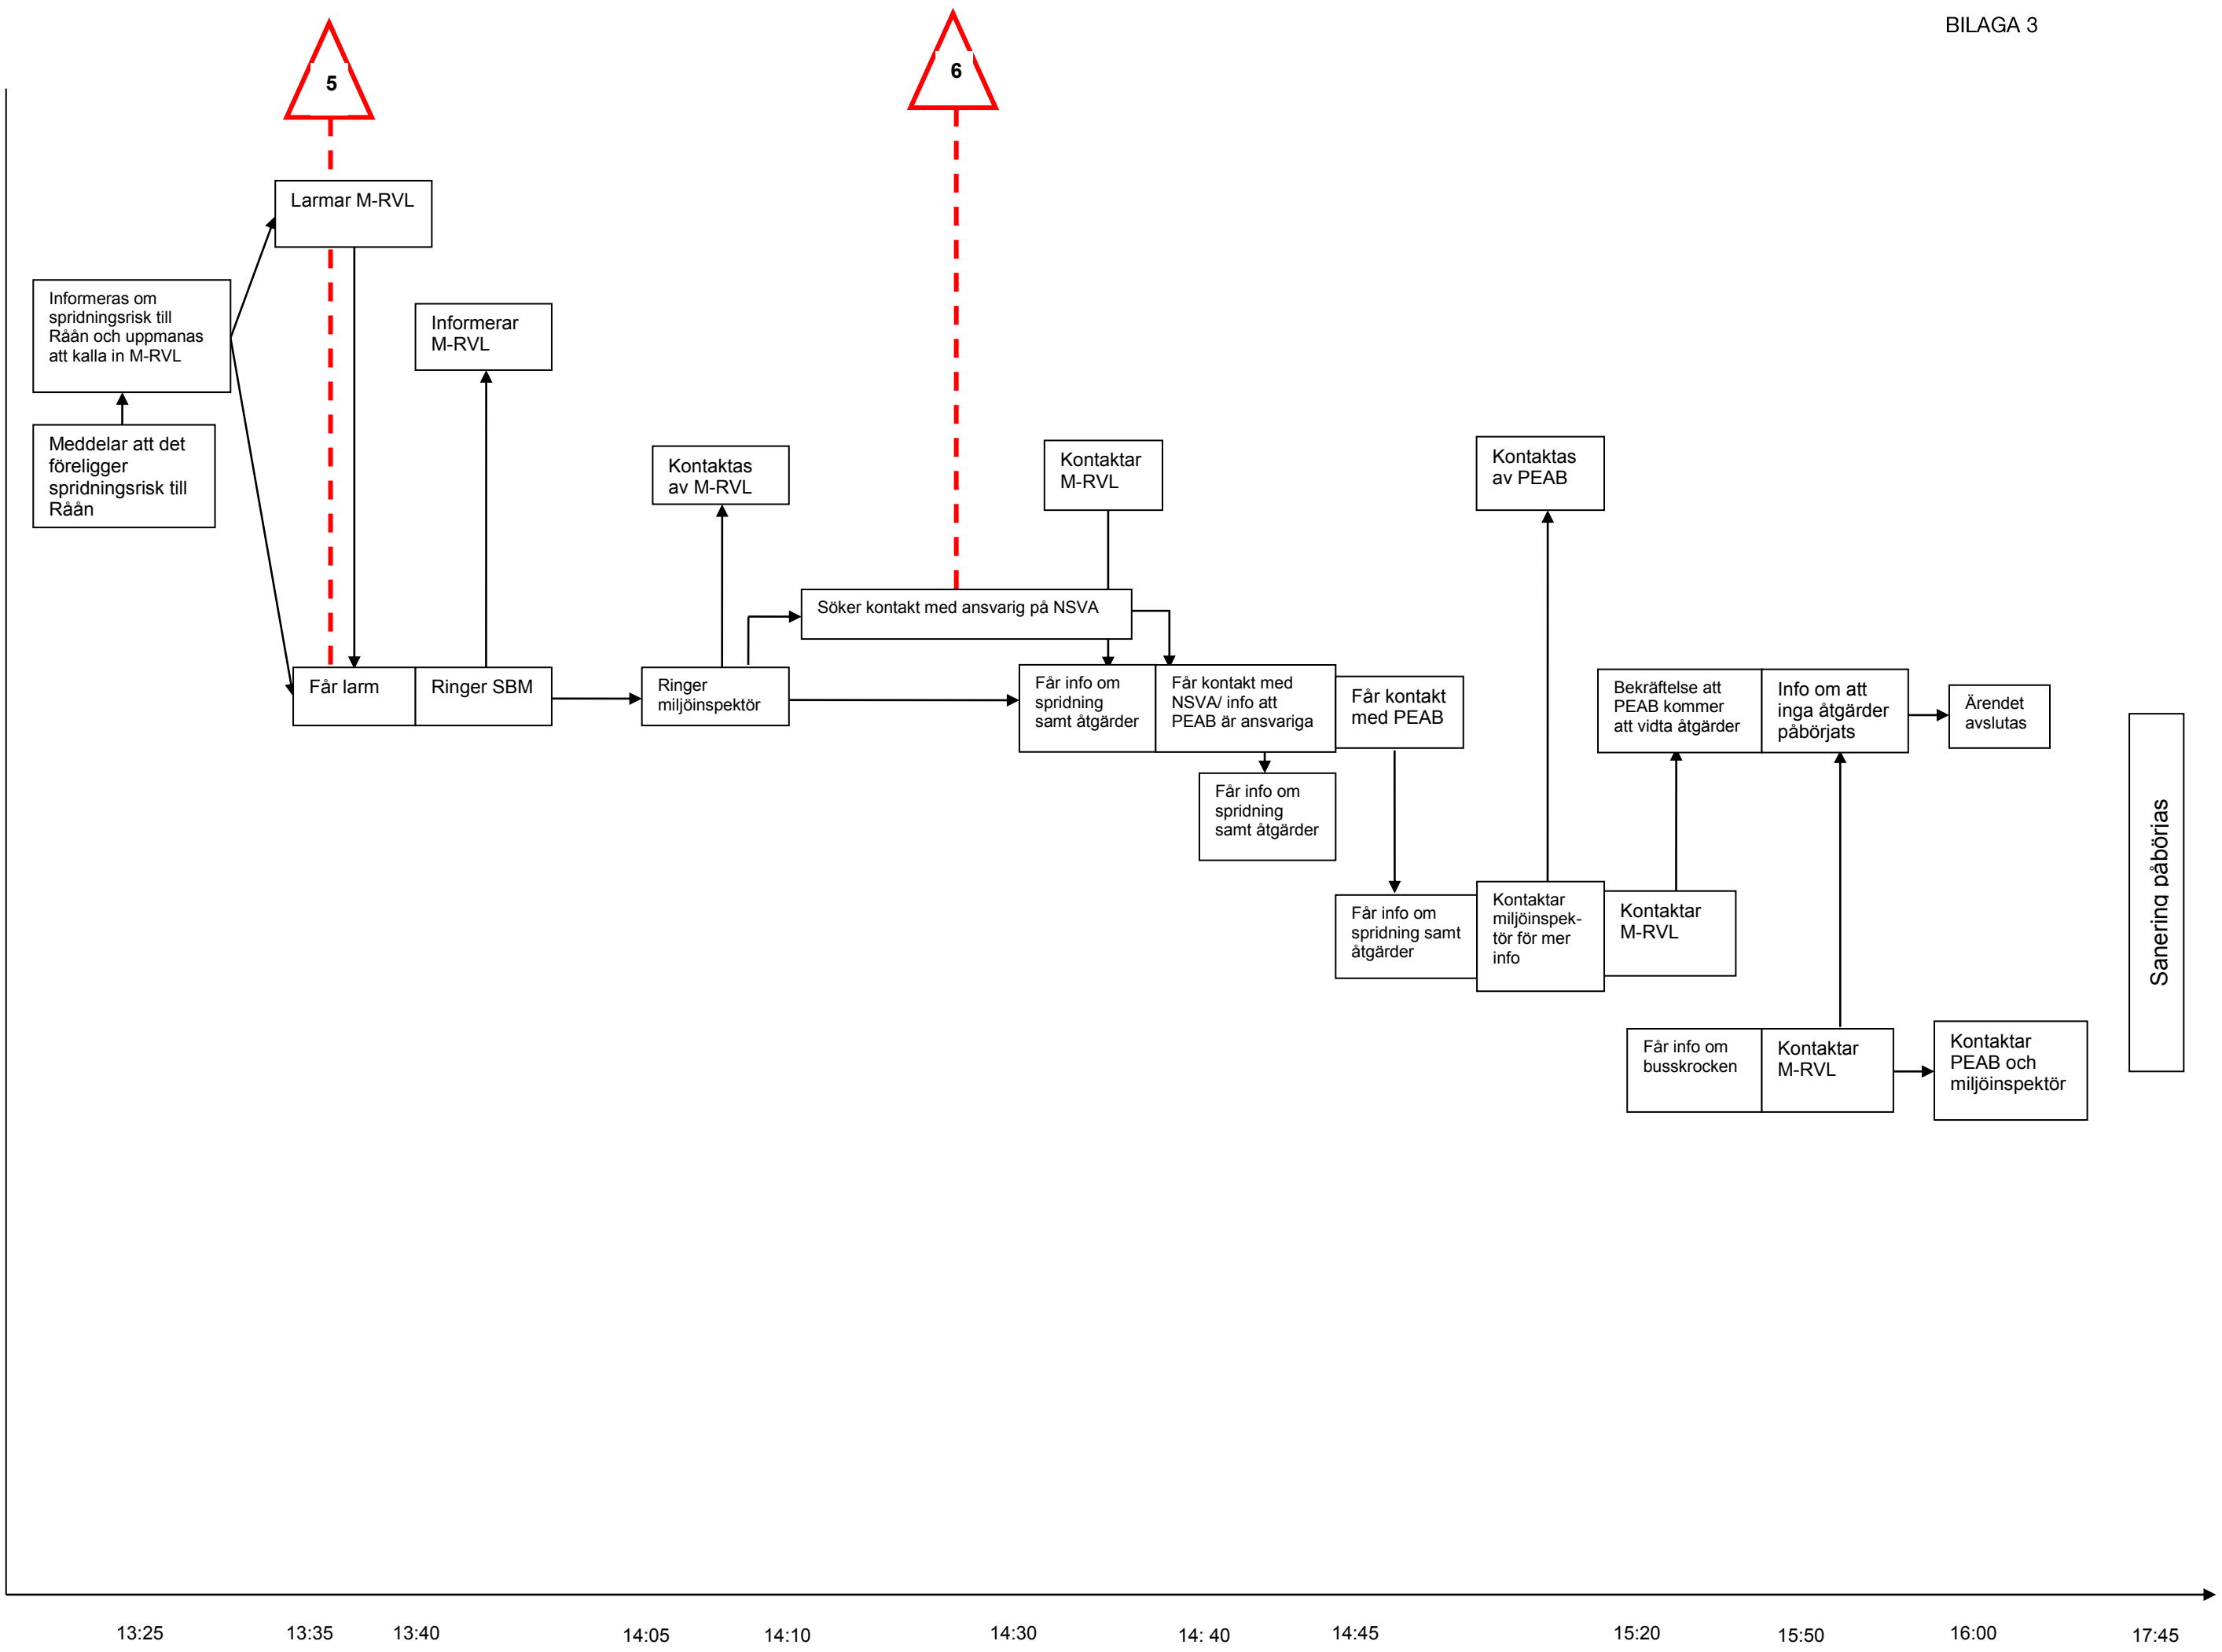 BILAGA 3
5
6
Larmar M-RVL
Informeras om
spridningsrisk till
Råån och uppmanas
att kalla in M-RVL
Informerar
M-RVL
Meddelar att det
föreligger
spridningsrisk till
Råån
Kontaktas
av M-RVL
Kontaktar
M-RVL
Kontaktas
av PEAB
Söker kontakt med ansvarig på NSVA
Får larm
Ringer SBM
Ringer
miljöinspektör
Får info om
spridning
samt åtgärder
Får kontakt med
NSVA/ info att
PEAB är ansvariga
Får kontakt
med PEAB
Bekräftelse att
PEAB kommer
att vidta åtgärder
Info om att
inga åtgärder
påbörjats
Ärendet
avslutas
Får info om
spridning
samt åtgärder
Får info om
spridning samt
åtgärder
Kontaktar
miljöinspek-
tör för mer
info
Kontaktar
M-RVL
Sanering påbörjas
Får info om
busskrocken
Kontaktar
M-RVL
Kontaktar
PEAB och
miljöinspektör
13:25
13:35
13:40
14:05
14:10
14:30
14: 40
14:45
15:20
15:50
16:00
17:45